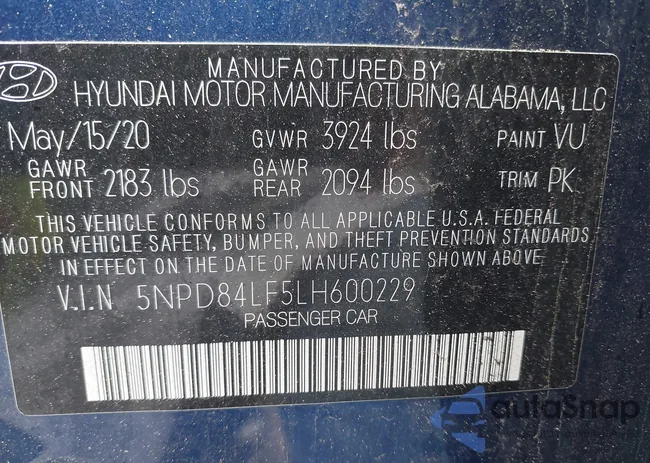 MANUFACTURED BY
HYUNDAI MOTOR MANUFACTURING ALABAMA, LLC
May/15/20 GVWR 3924 lbs PAINT VU
GAWR FRONT 2183 lbs GAWR REAR 2094 lbs TRIM PK
THIS VEHICLE CONFORMS TO ALL APPLICABLE U.S.A. FEDERAL
MOTOR VEHICLE SAFETY, BUMPER, AND THEFT PREVENTION STANDARDS
IN EFFECT ON THE DATE OF MANUFACTURE SHOWN ABOVE.
V.I.N 5NPD84LF5LH600229
PASSENGER CAR
autoSnap